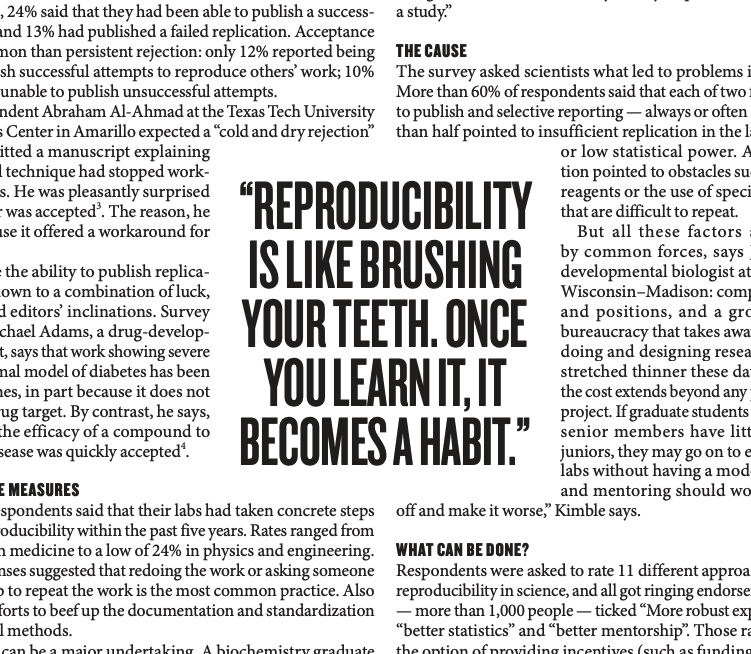 , 24% said that they had been able to publish a success-
and 13% had published a failed replication. Acceptance
mon than persistent rejection: only 12% reported being
sh successful attempts to reproduce others’ work; 10%
unable to publish unsuccessful attempts.
ndent Abraham Al-Ahmad at the Texas Tech University
s Center in Amarillo expected a “cold and dry rejection”
itted a manuscript explaining
l technique had stopped work-
s. He was pleasantly surprised
r was accepted³. The reason, he
use it offered a workaround for
e the ability to publish replica-
down to a combination of luck,
d editors’ inclinations. Survey
chael Adams, a drug-develop-
t, says that work showing severe
mal model of diabetes has been
nes, in part because it does not
rug target. By contrast, he says,
the efficacy of a compound to
sease was quickly accepted⁴.
E MEASURES
spondents said that their labs had taken concrete steps
roducibility within the past five years. Rates ranged from
n medicine to a low of 24% in physics and engineering.
nses suggested that redoing the work or asking someone
b to repeat the work is the most common practice. Also
forts to beef up the documentation and standardization
l methods.
can be a major undertaking. A biochemistry graduate
“REPRODUCIBILITY
IS LIKE BRUSHING
YOUR TEETH. ONCE
YOU LEARN IT, IT
BECOMES A HABIT.”
a study.”
THE CAUSE
The survey asked scientists what led to problems i
More than 60% of respondents said that each of two
to publish and selective reporting — always or often
than half pointed to insufficient replication in the la
or low statistical power. A
tion pointed to obstacles su
reagents or the use of speci
that are difficult to repeat.
But all these factors
by common forces, says J
developmental biologist at
Wisconsin–Madison: comp
and positions, and a gro
bureaucracy that takes awa
doing and designing resea
stretched thinner these da
the cost extends beyond any
project. If graduate students
senior members have littl
juniors, they may go on to e
labs without having a mod
and mentoring should wo
off and make it worse,” Kimble says.
WHAT CAN BE DONE?
Respondents were asked to rate 11 different approa
reproducibility in science, and all got ringing endorse
— more than 1,000 people — ticked “More robust exp
“better statistics” and “better mentorship”. Those ra
the option of providing incentives (such as funding